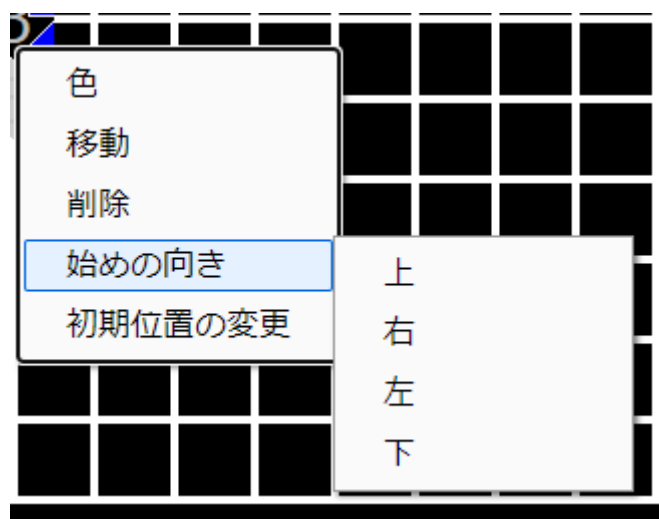 色
移動
削除
始めの向き
初期位置の変更
上
右
左
下